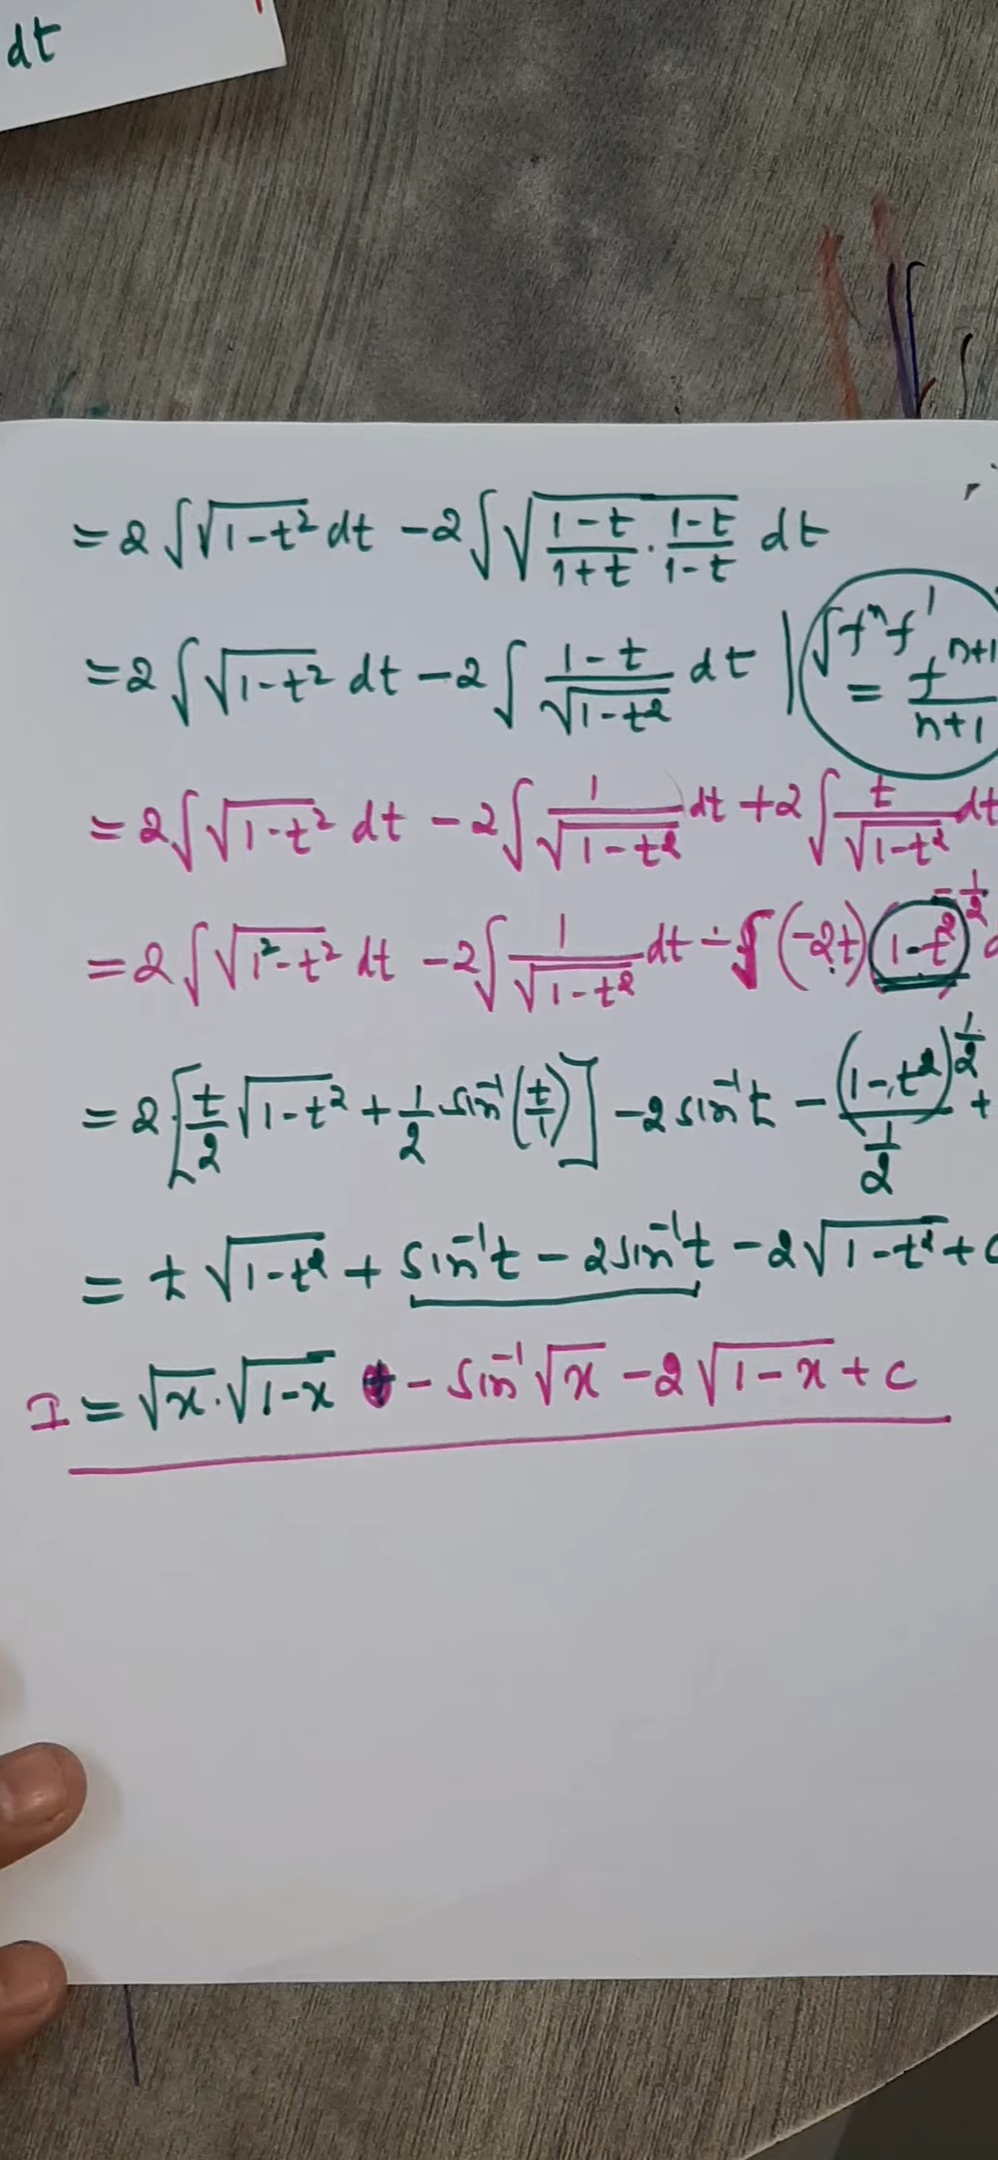 dt
= 2 ∫√(1-t²) dt - 2∫√((1-t)/(1+t) · (1-t)/(1-t)) dt
= 2 ∫√(1-t²) dt - 2∫ (1-t)/√(1-t²) dt | ∫fⁿf¹
= fⁿ⁺¹/(n+1)
= 2∫√(1-t²) dt - 2∫ 1/√(1-t²) dt + 2∫ t/√(1-t²) dt
= 2∫√(1²-t²) dt - 2∫ 1/√(1-t²) dt - ∫(-2t)(1-t²)^(-1/2)
= 2[t/2 √(1-t²) + 1/2 sin⁻¹(t/1)] - 2 sin⁻¹t - (1-t²)^(1/2)/(1/2) +
= t √(1-t²) + sin⁻¹t - 2sin⁻¹t - 2√(1-t²) + c
I = √x · √(1-x) - sin⁻¹√x - 2√(1-x) + c